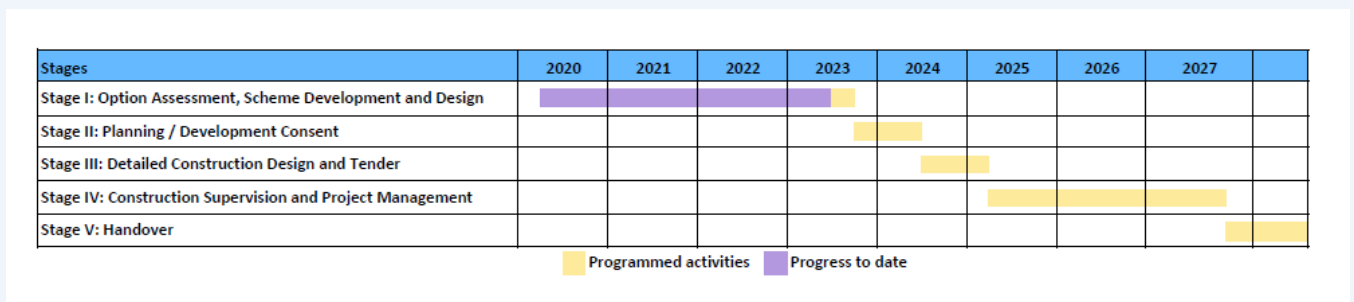 Stages 2020 2021 2022 2023 2024 2025 2026 2027
Stage I: Option Assessment, Scheme Development and Design
Stage II: Planning / Development Consent
Stage III: Detailed Construction Design and Tender
Stage IV: Construction Supervision and Project Management
Stage V: Handover
Programmed activities Progress to date